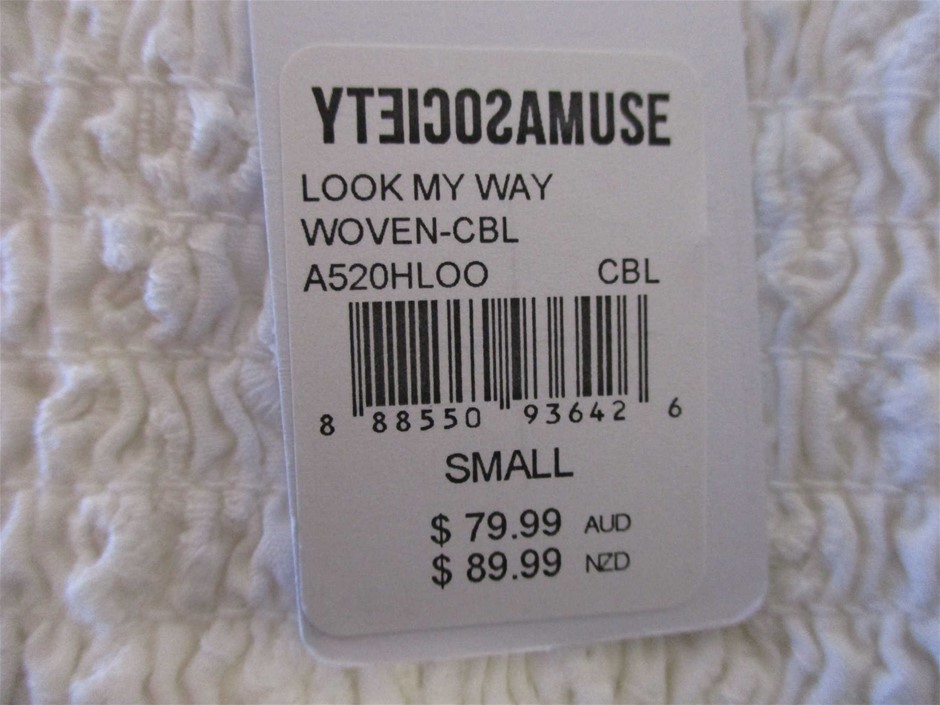 YTEICOSAMUSE
LOOK MY WAY
WOVEN-CBL
A520HLOO CBL
8 88550 93642 6
SMALL
$ 79.99 AUD
$ 89.99 NZD